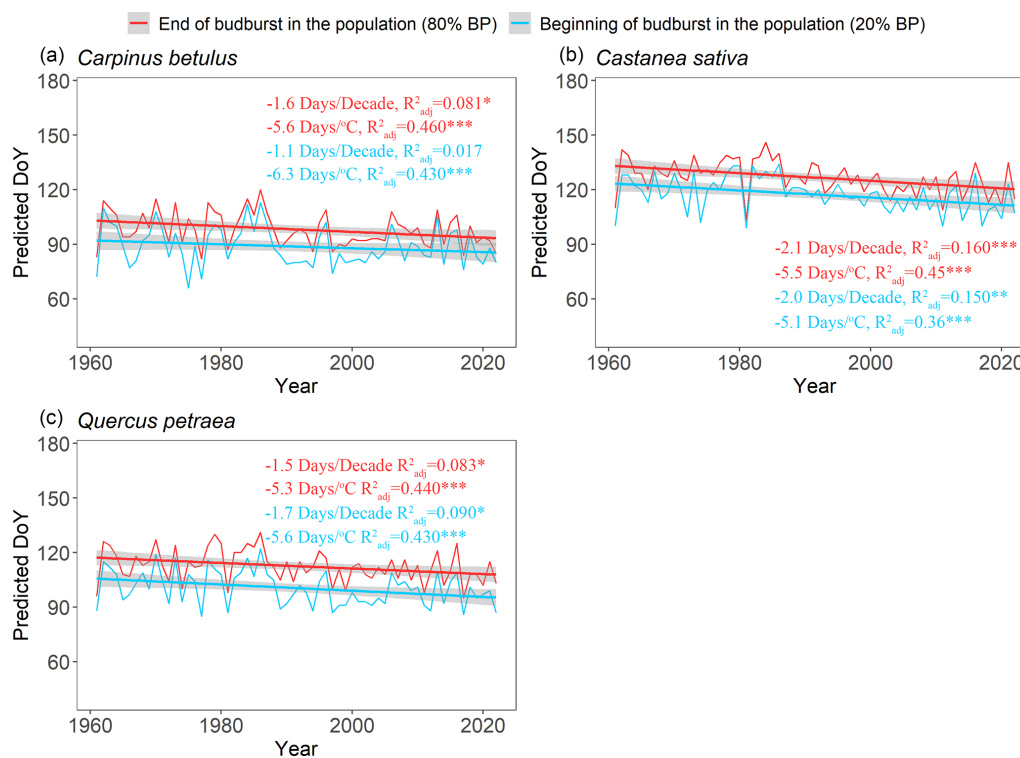 End of budburst in the population (80% BP) Beginning of budburst in the population (20% BP)
(a) Carpinus betulus
180
150
120
90
60
Predicted DoY
-1.6 Days/Decade, R²adj=0.081*
-5.6 Days/°C, R²adj=0.460***
-1.1 Days/Decade, R²adj=0.017
-6.3 Days/°C, R²adj=0.430***
1960 1980 2000 2020
Year
(b) Castanea sativa
180
150
120
90
60
Predicted DoY
-2.1 Days/Decade, R²adj=0.160***
-5.5 Days/°C, R²adj=0.45***
-2.0 Days/Decade, R²adj=0.150**
-5.1 Days/°C, R²adj=0.36***
1960 1980 2000 2020
Year
(c) Quercus petraea
180
150
120
90
60
Predicted DoY
-1.5 Days/Decade R²adj=0.083*
-5.3 Days/°C R²adj=0.440***
-1.7 Days/Decade R²adj=0.090*
-5.6 Days/°C R²adj=0.430***
1960 1980 2000 2020
Year